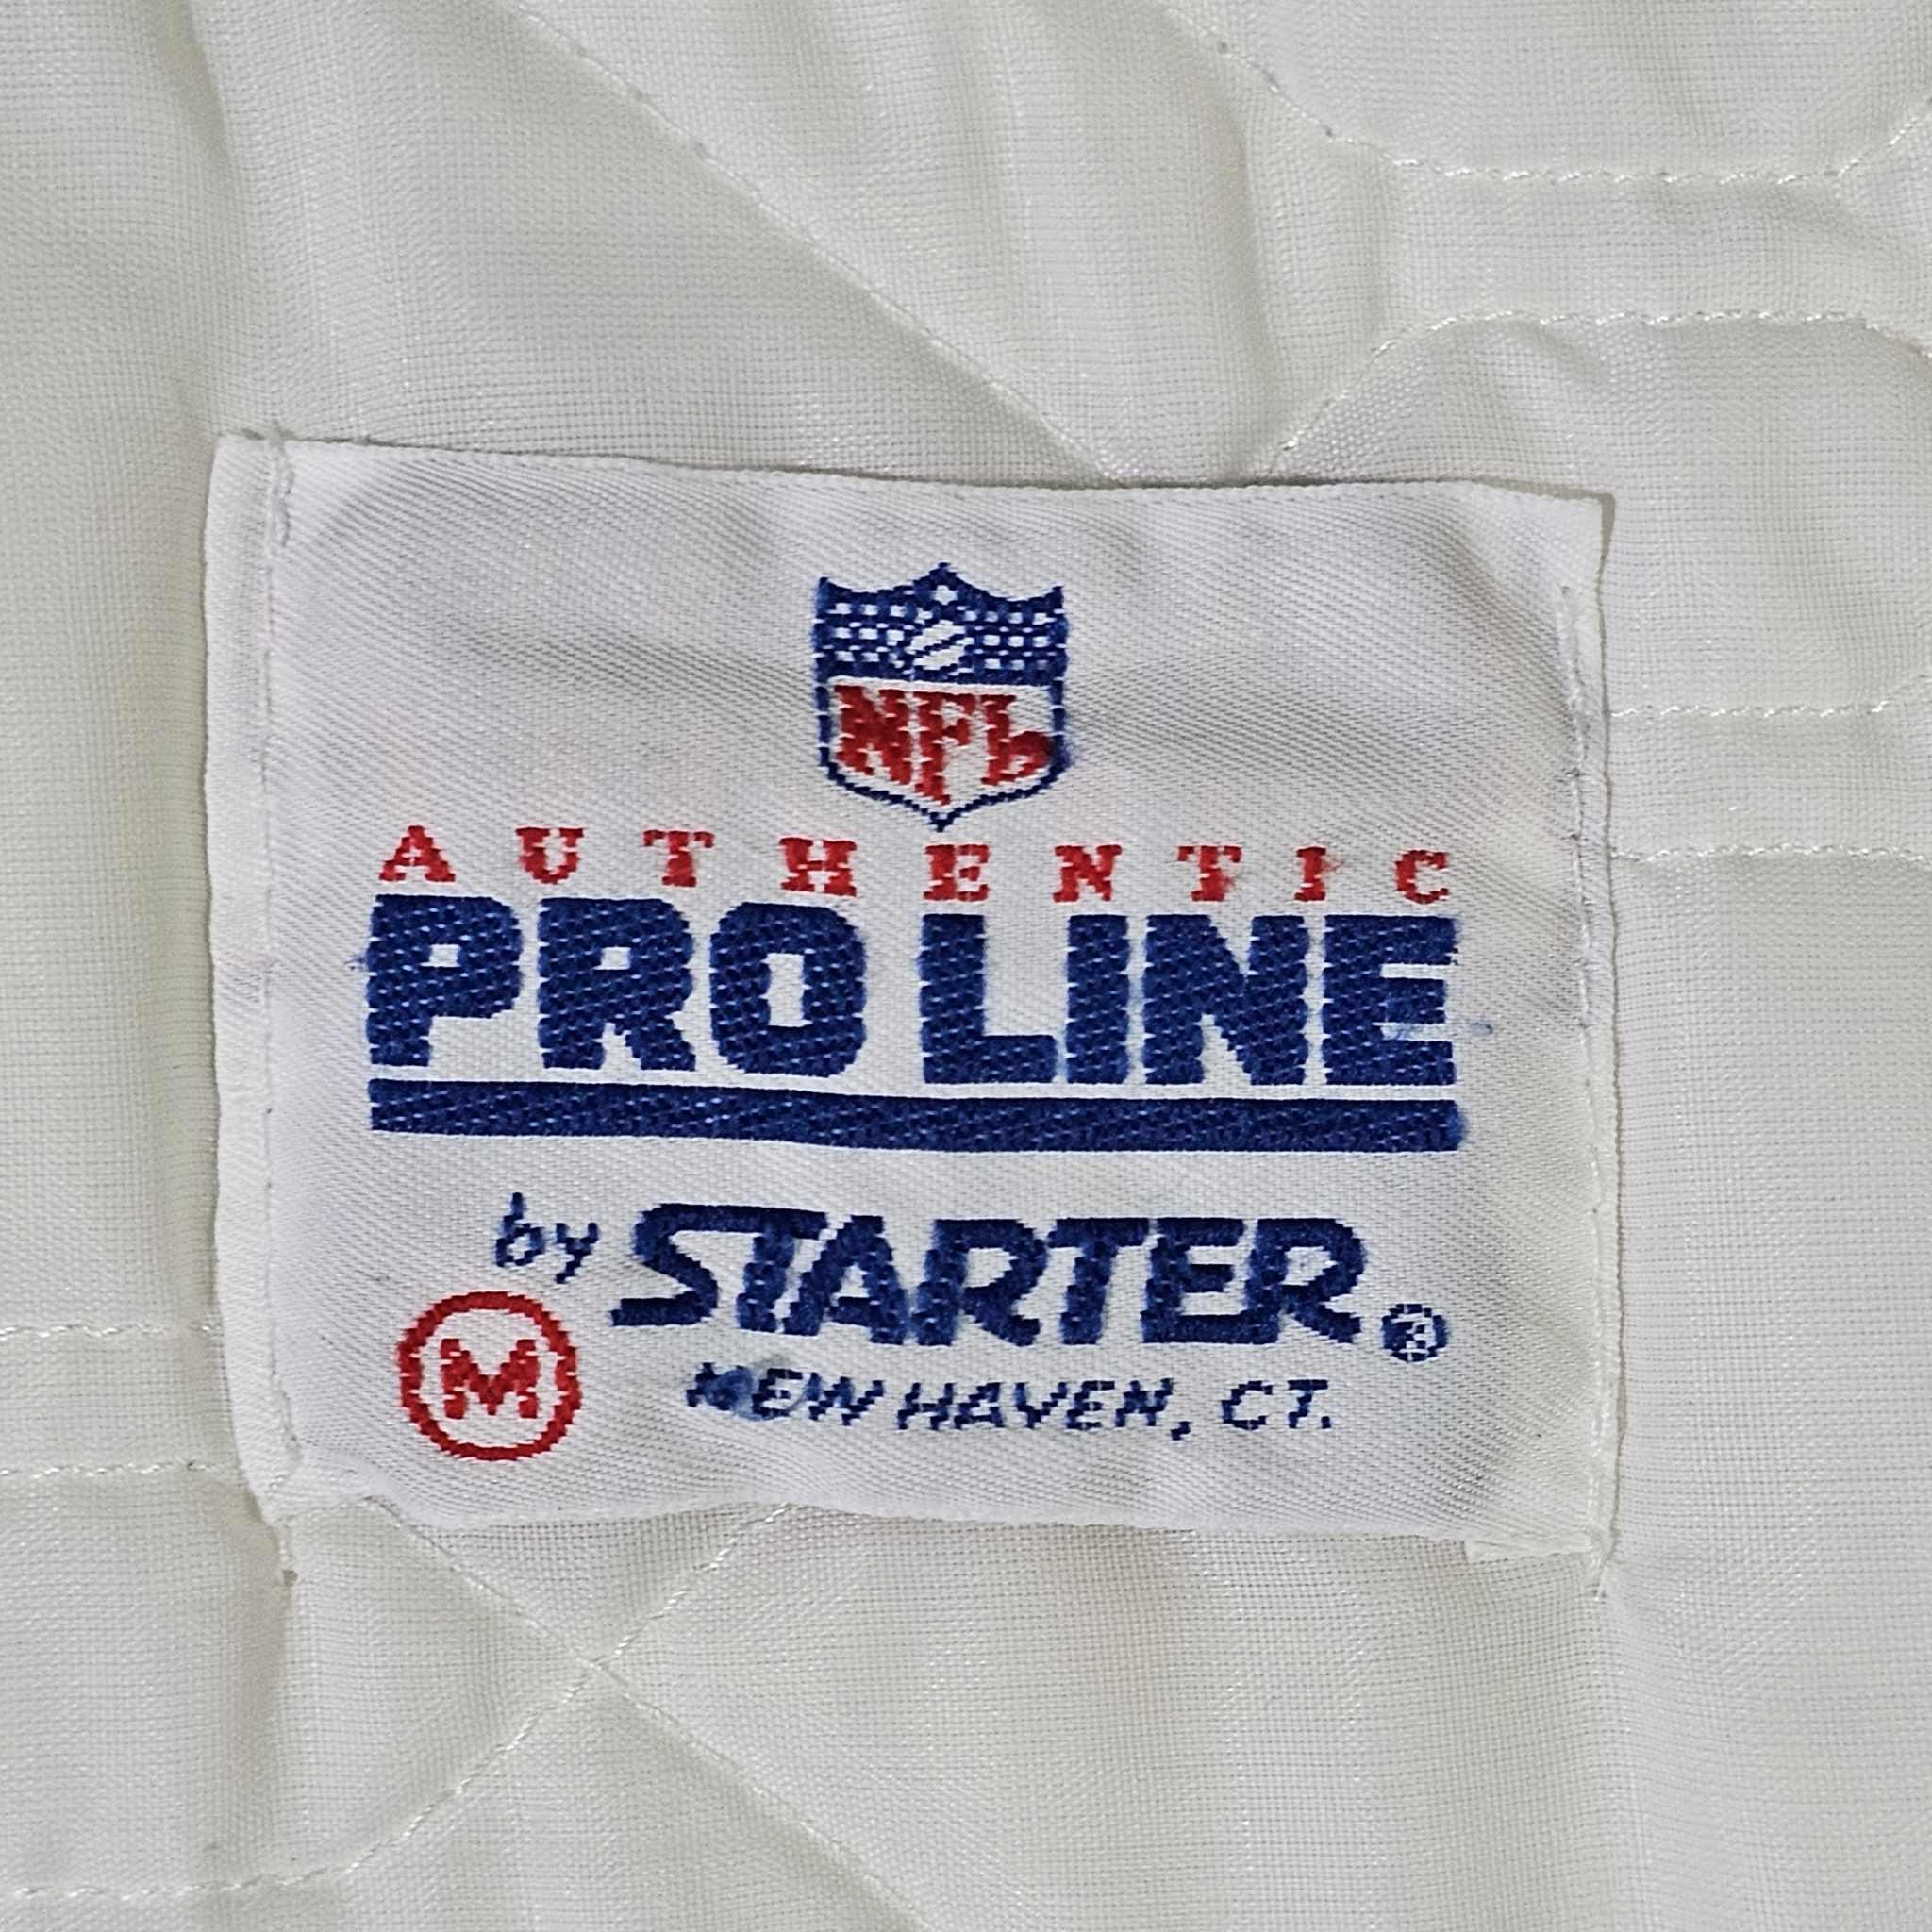 NFL
AUTHENTIC
PRO LINE
by STARTER®
M
NEW HAVEN, CT.